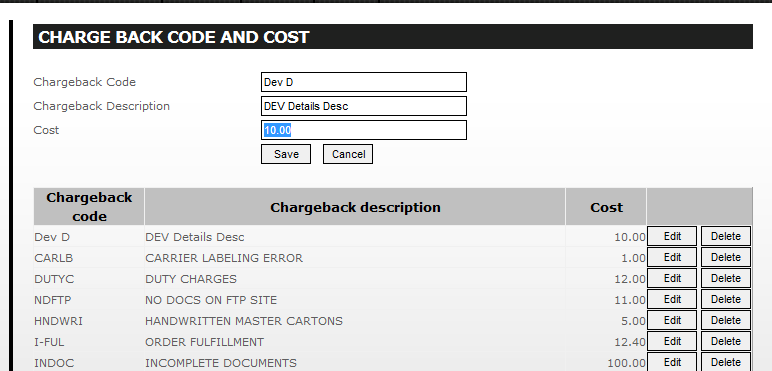 CHARGE BACK CODE AND COST
Chargeback Code Dev D
Chargeback Description DEV Details Desc
Cost 10.00
Save Cancel
Chargeback code Chargeback description Cost
Dev D DEV Details Desc 10.00 Edit Delete
CARLB CARRIER LABELING ERROR 1.00 Edit Delete
DUTYC DUTY CHARGES 12.00 Edit Delete
NDFTP NO DOCS ON FTP SITE 11.00 Edit Delete
HNDWRI HANDWRITTEN MASTER CARTONS 5.00 Edit Delete
I-FUL ORDER FULFILLMENT 12.40 Edit Delete
INDOC INCOMPLETE DOCUMENTS 100.00 Edit Delete